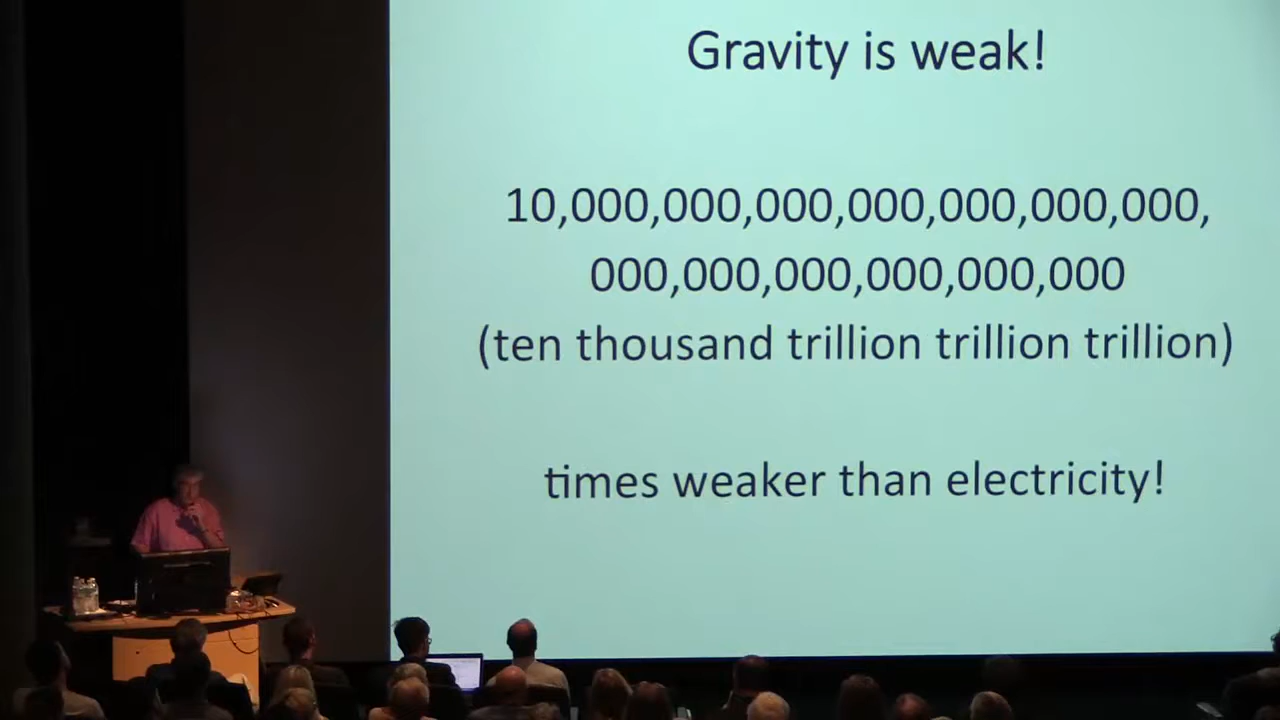 Gravity is weak!
10,000,000,000,000,000,000,000,
000,000,000,000,000,000
(ten thousand trillion trillion trillion)
times weaker than electricity!